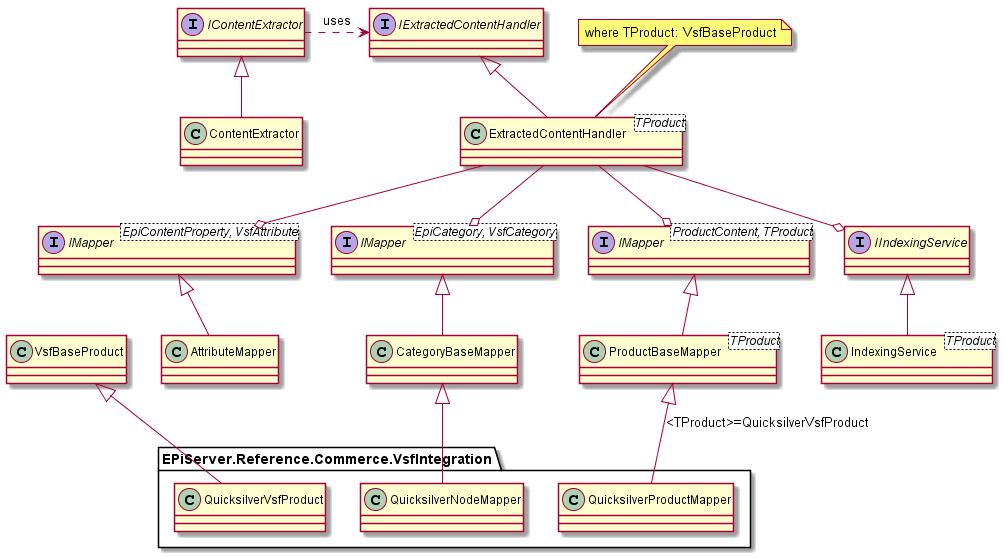 I IContentExtractor
uses
I IExtractedContentHandler
where TProduct: VsfBaseProduct
C ContentExtractor
C ExtractedContentHandler
TProduct
I IMapper
EpiContentProperty, VsfAttribute
I IMapper
EpiCategory, VsfCategory
I IMapper
ProductContent, TProduct
I IIndexingService
C VsfBaseProduct
C AttributeMapper
C CategoryBaseMapper
C ProductBaseMapper
TProduct
C IndexingService
TProduct
<TProduct>=QuicksilverVsfProduct
EPiServer.Reference.Commerce.VsfIntegration
C QuicksilverVsfProduct
C QuicksilverNodeMapper
C QuicksilverProductMapper